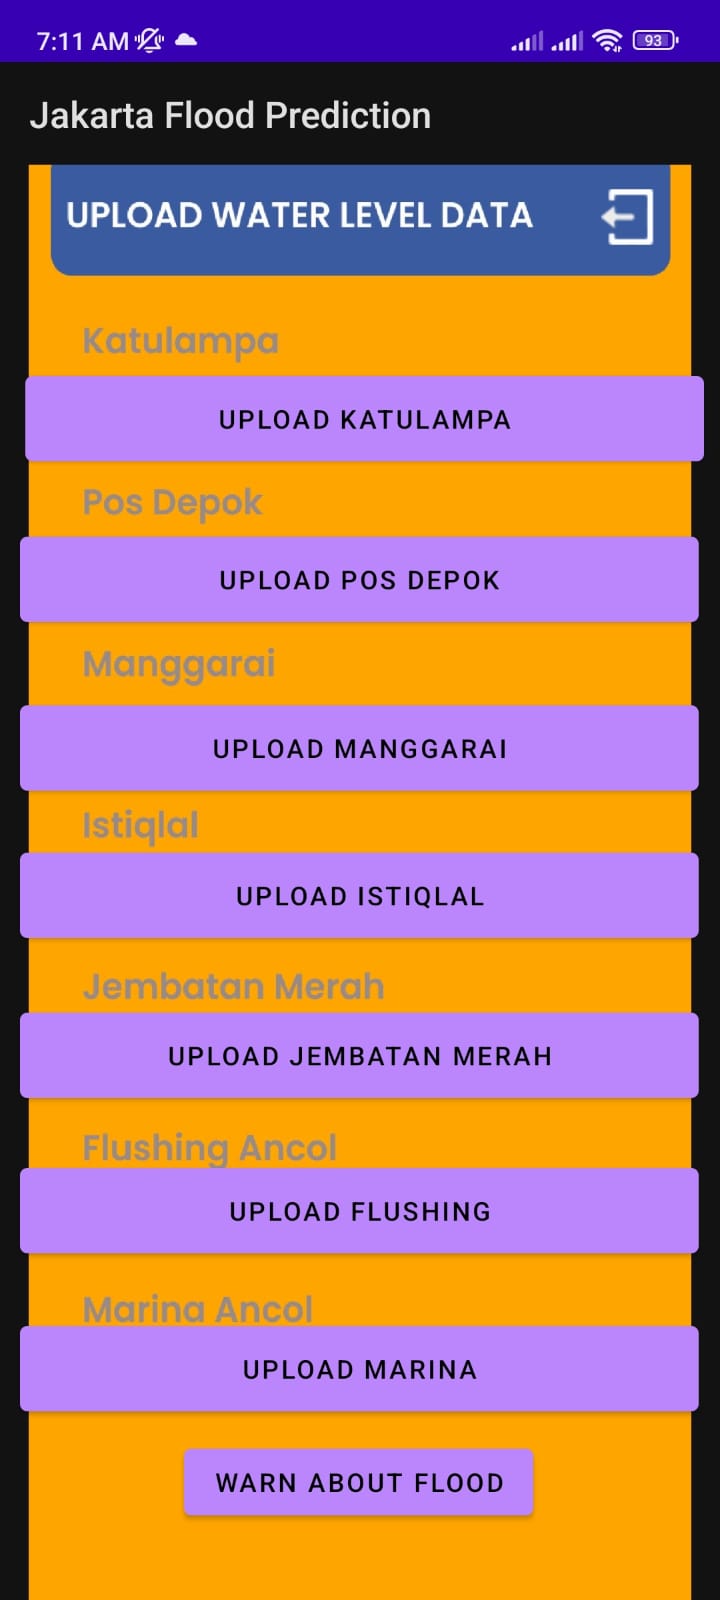 7:11 AM
93
Jakarta Flood Prediction
UPLOAD WATER LEVEL DATA
Katulampa
UPLOAD KATULAMPA
Pos Depok
UPLOAD POS DEPOK
Manggarai
UPLOAD MANGGARAI
Istiqlal
UPLOAD ISTIQLAL
Jembatan Merah
UPLOAD JEMBATAN MERAH
Flushing Ancol
UPLOAD FLUSHING
Marina Ancol
UPLOAD MARINA
WARN ABOUT FLOOD